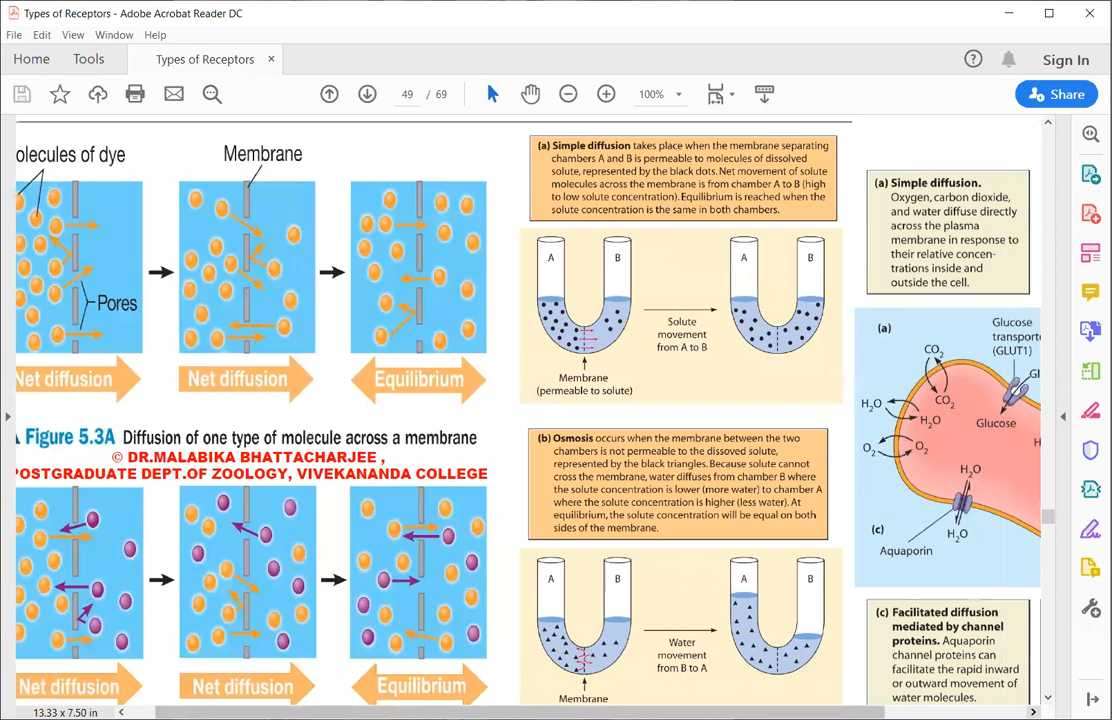 Types of Receptors - Adobe Acrobat Reader DC
File Edit View Window Help
Home Tools Types of Receptors
Sign In
49 / 69
100%
Share
olecules of dye
Membrane
Pores
Net diffusion
Net diffusion
Equilibrium
Figure 5.3A Diffusion of one type of molecule across a membrane
© DR.MALABIKA BHATTACHARJEE ,
POSTGRADUATE DEPT.OF ZOOLOGY, VIVEKANANDA COLLEGE
Net diffusion
Net diffusion
Equilibrium
(a) Simple diffusion takes place when the membrane separating
chambers A and B is permeable to molecules of dissolved
solute, represented by the black dots. Net movement of solute
molecules across the membrane is from chamber A to B (high
to low solute concentration). Equilibrium is reached when the
solute concentration is the same in both chambers.
A B
A B
Solute
movement
from A to B
Membrane
(permeable to solute)
(b) Osmosis occurs when the membrane between the two
chambers is not permeable to the dissoved solute,
represented by the black triangles. Because solute cannot
cross the membrane, water diffuses from chamber B where
the solute concentration is lower (more water) to chamber A
where the solute concentration is higher (less water). At
equilibrium, the solute concentration will be equal on both
sides of the membrane.
A B
A B
Water
movement
from B to A
Membrane
(a) Simple diffusion.
Oxygen, carbon dioxide,
and water diffuse directly
across the plasma
membrane in response to
their relative concen-
trations inside and
outside the cell.
(a)
Glucose
transporte
(GLUT1)
Gl
CO2
CO2
H2O
H2O
Glucose
O2
O2
H
H2O
(c)
H2O
Aquaporin
(c) Facilitated diffusion
mediated by channel
proteins. Aquaporin
channel proteins can
facilitate the rapid inward
or outward movement of
water molecules.
13.33 x 7.50 in